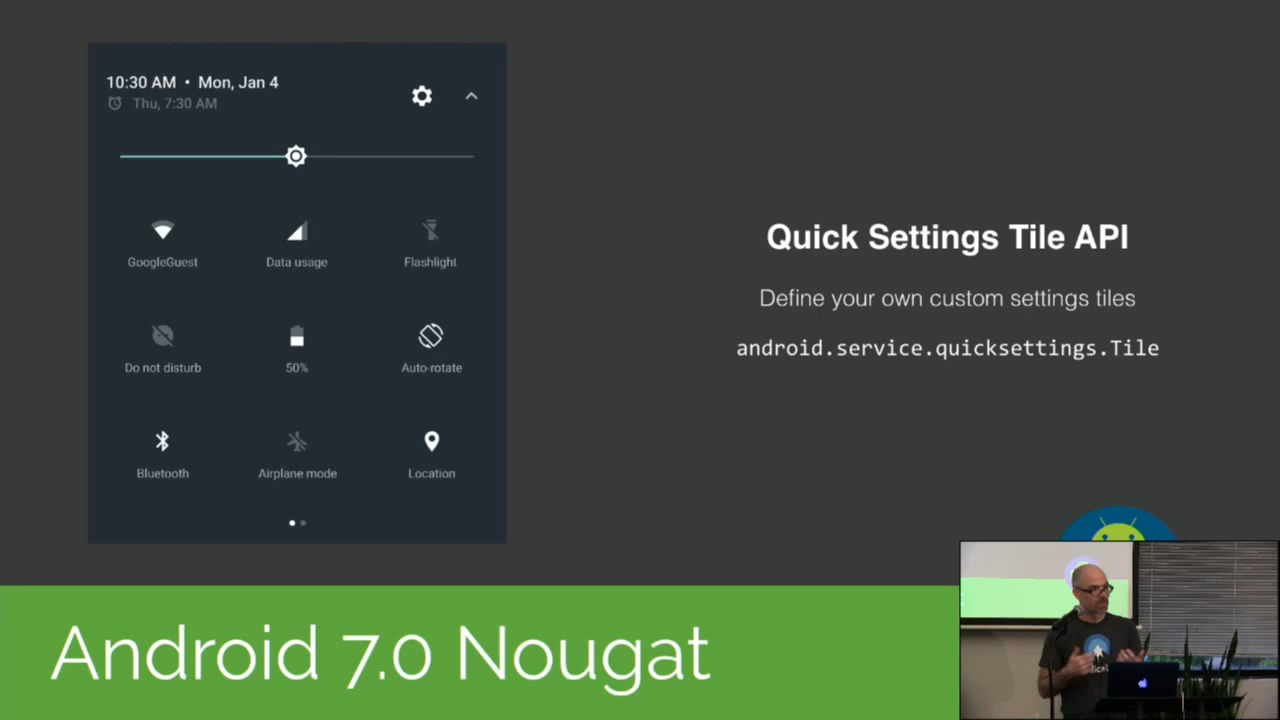 10:30 AM • Mon, Jan 4
Thu, 7:30 AM
GoogleGuest
Data usage
Flashlight
Do not disturb
50%
Auto-rotate
Bluetooth
Airplane mode
Location
Quick Settings Tile API
Define your own custom settings tiles
android.service.quicksettings.Tile
Android 7.0 Nougat